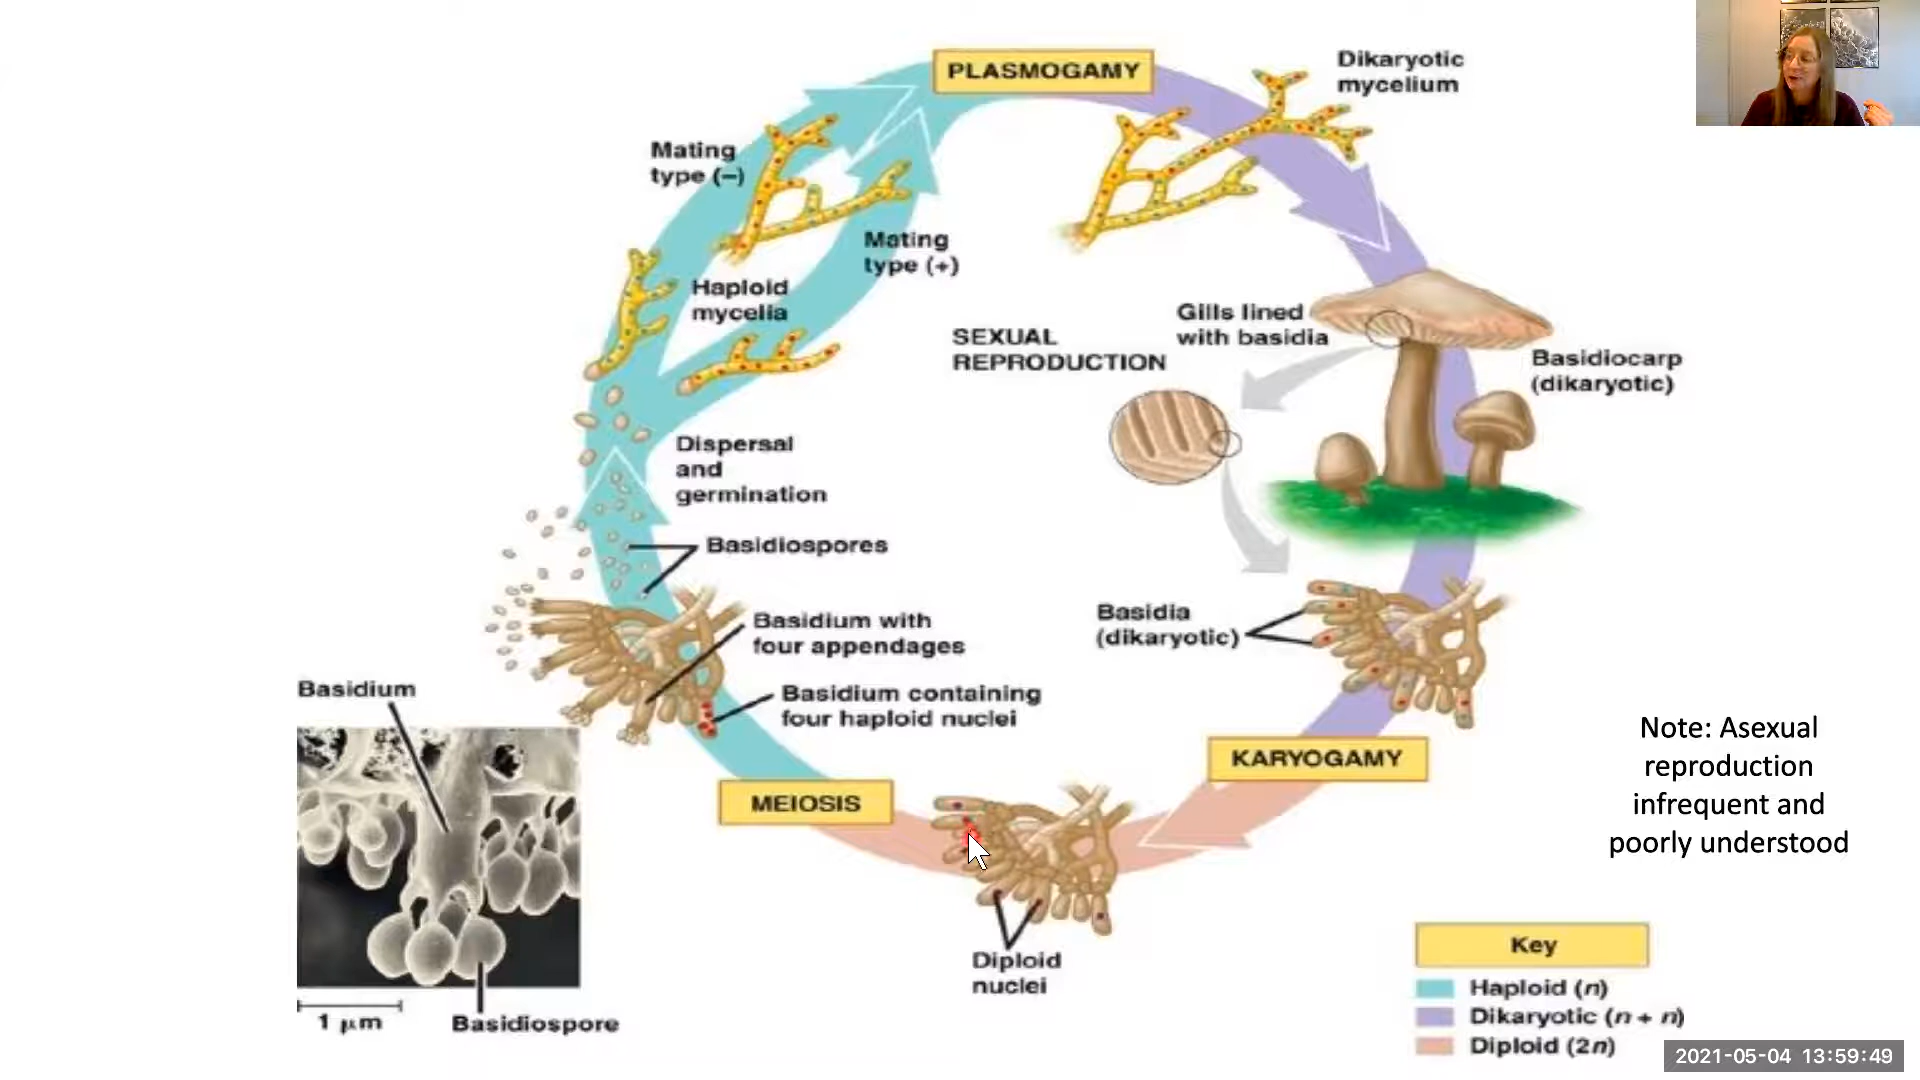 PLASMOGAMY
Dikaryotic
mycelium
Mating
type (–)
Mating
type (+)
Haploid
mycelia
Gills lined
with basidia
SEXUAL
REPRODUCTION
Basidiocarp
(dikaryotic)
Dispersal
and
germination
Basidiospores
Basidium with
four appendages
Basidia
(dikaryotic)
Basidium containing
four haploid nuclei
Basidium
Note: Asexual
reproduction
infrequent and
poorly understood
KARYOGAMY
MEIOSIS
Diploid
nuclei
1 μm
Basidiospore
Key
Haploid (n)
Dikaryotic (n + n)
Diploid (2n)
2021-05-04 13:59:49